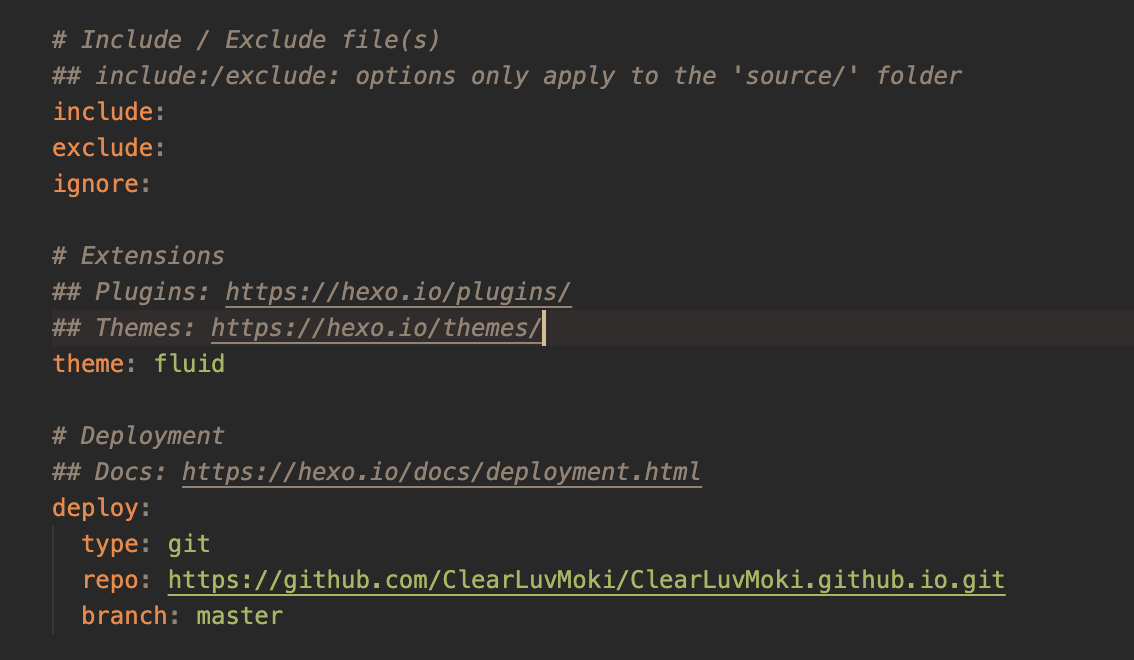 # Include / Exclude file(s)
## include:/exclude: options only apply to the 'source/' folder
include:
exclude:
ignore:
# Extensions
## Plugins: https://hexo.io/plugins/
## Themes: https://hexo.io/themes/
theme: fluid
# Deployment
## Docs: https://hexo.io/docs/deployment.html
deploy:
  type: git
  repo: https://github.com/ClearLuvMoki/ClearLuvMoki.github.io.git
  branch: master